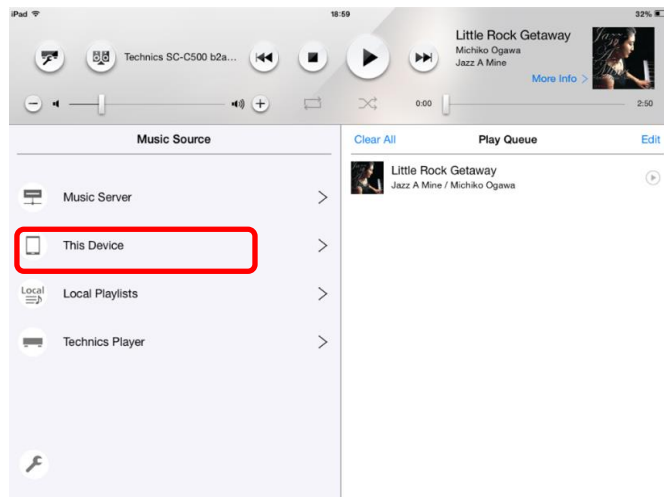 iPad
18:59
32%
Technics SC-C500 b2a...
Little Rock Getaway
Michiko Ogawa
Jazz A Mine
More Info >
0:00
2:50
Music Source
Music Server
This Device
Local
Local Playlists
Technics Player
Clear All
Play Queue
Edit
Little Rock Getaway
Jazz A Mine / Michiko Ogawa